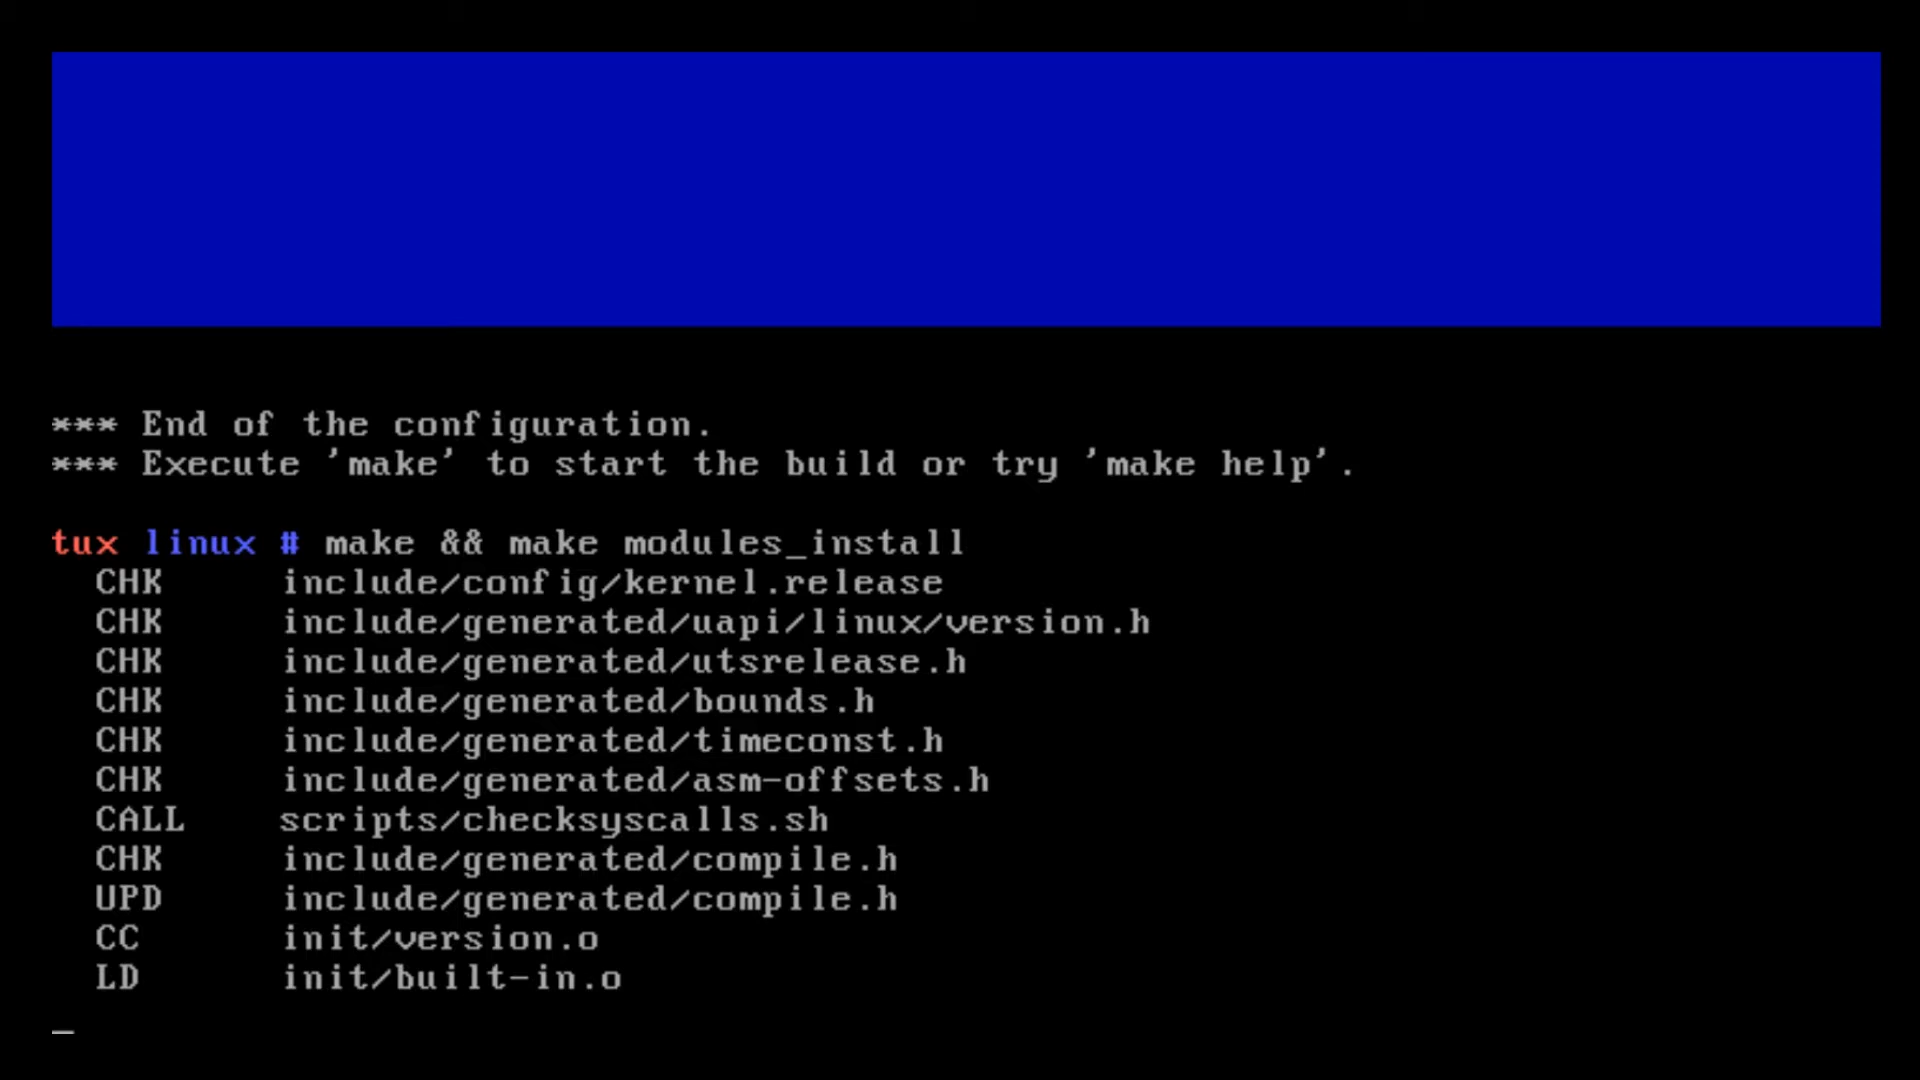 *** End of the configuration.
*** Execute 'make' to start the build or try 'make help'.
tux linux # make && make modules_install
CHK include/config/kernel.release
CHK include/generated/uapi/linux/version.h
CHK include/generated/utsrelease.h
CHK include/generated/bounds.h
CHK include/generated/timeconst.h
CHK include/generated/asm-offsets.h
CALL scripts/checksyscalls.sh
CHK include/generated/compile.h
UPD include/generated/compile.h
CC init/version.o
LD init/built-in.o
_